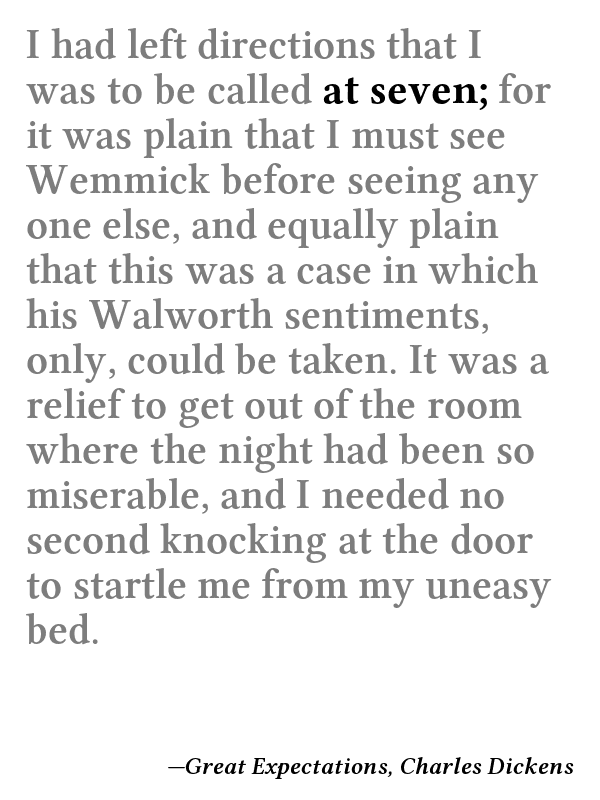 I had left directions that I
was to be called at seven; for
it was plain that I must see
Wemmick before seeing any
one else, and equally plain
that this was a case in which
his Walworth sentiments,
only, could be taken. It was a
relief to get out of the room
where the night had been so
miserable, and I needed no
second knocking at the door
to startle me from my uneasy
bed.
—Great Expectations, Charles Dickens